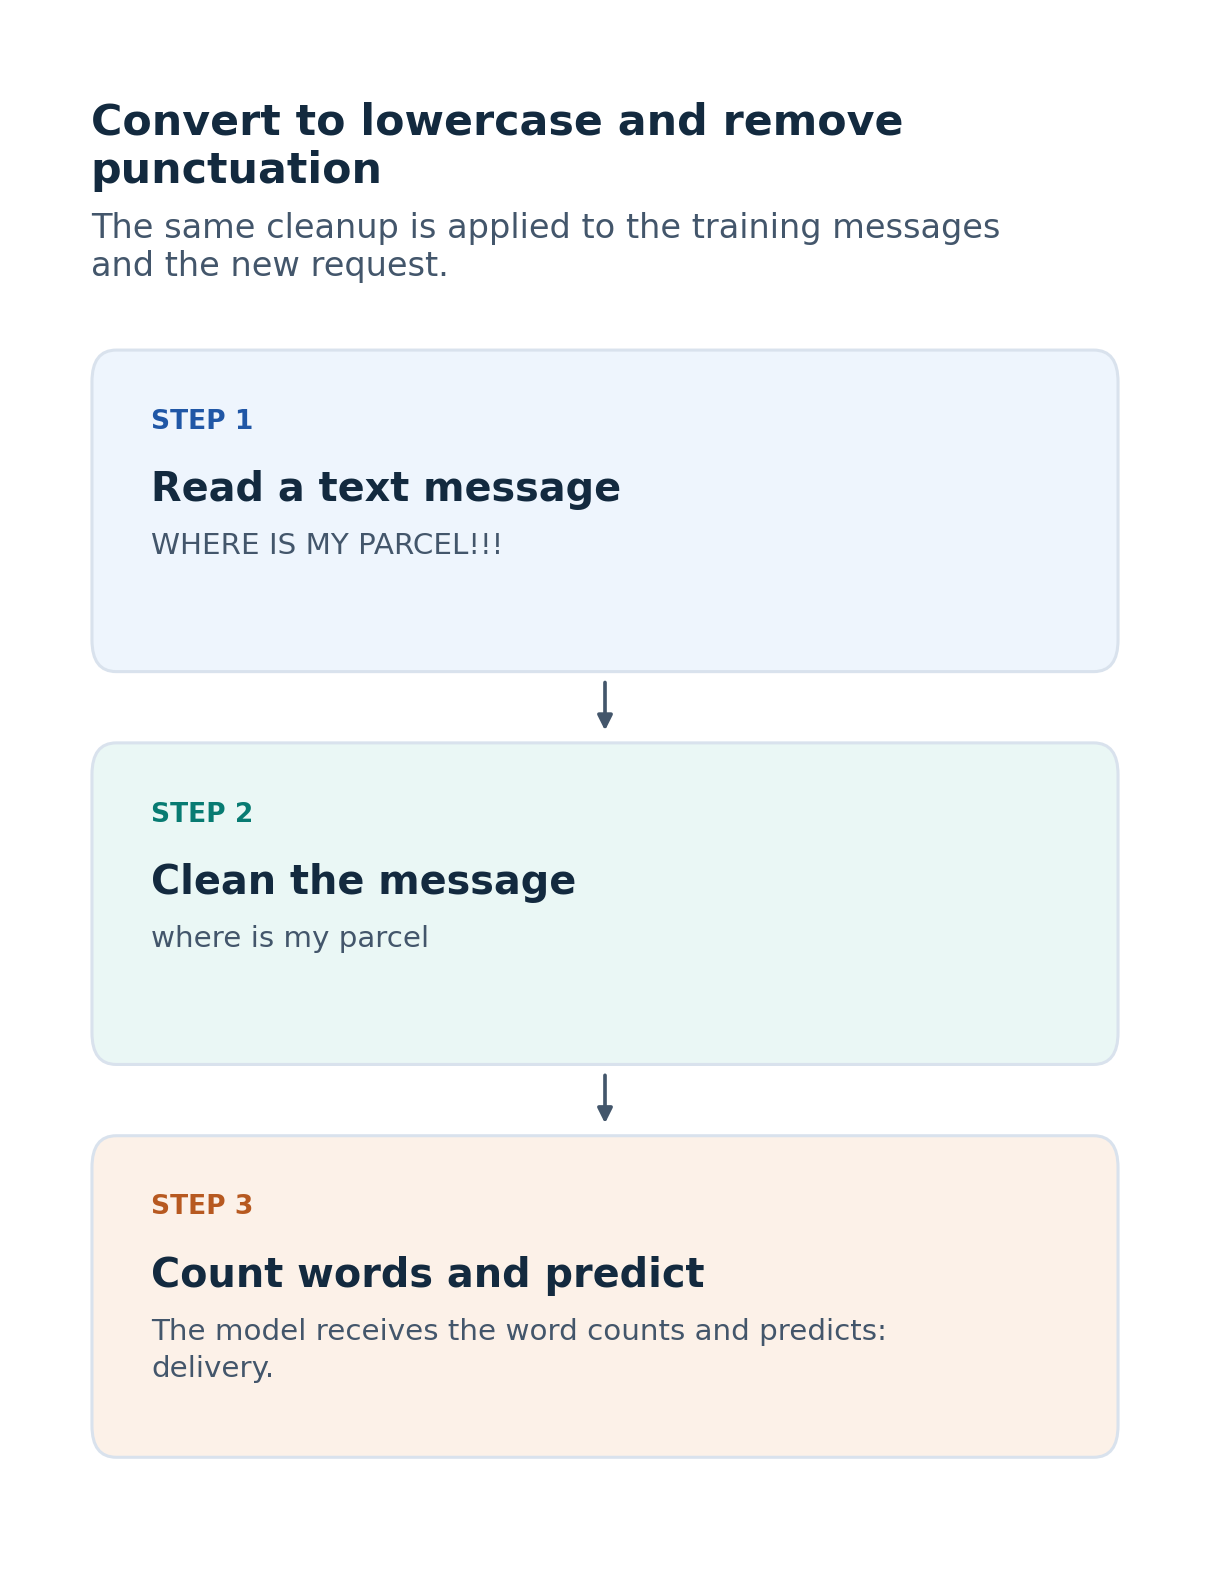 Convert to lowercase and remove
punctuation
The same cleanup is applied to the training messages
and the new request.
STEP 1
Read a text message
WHERE IS MY PARCEL!!!
STEP 2
Clean the message
where is my parcel
STEP 3
Count words and predict
The model receives the word counts and predicts:
delivery.